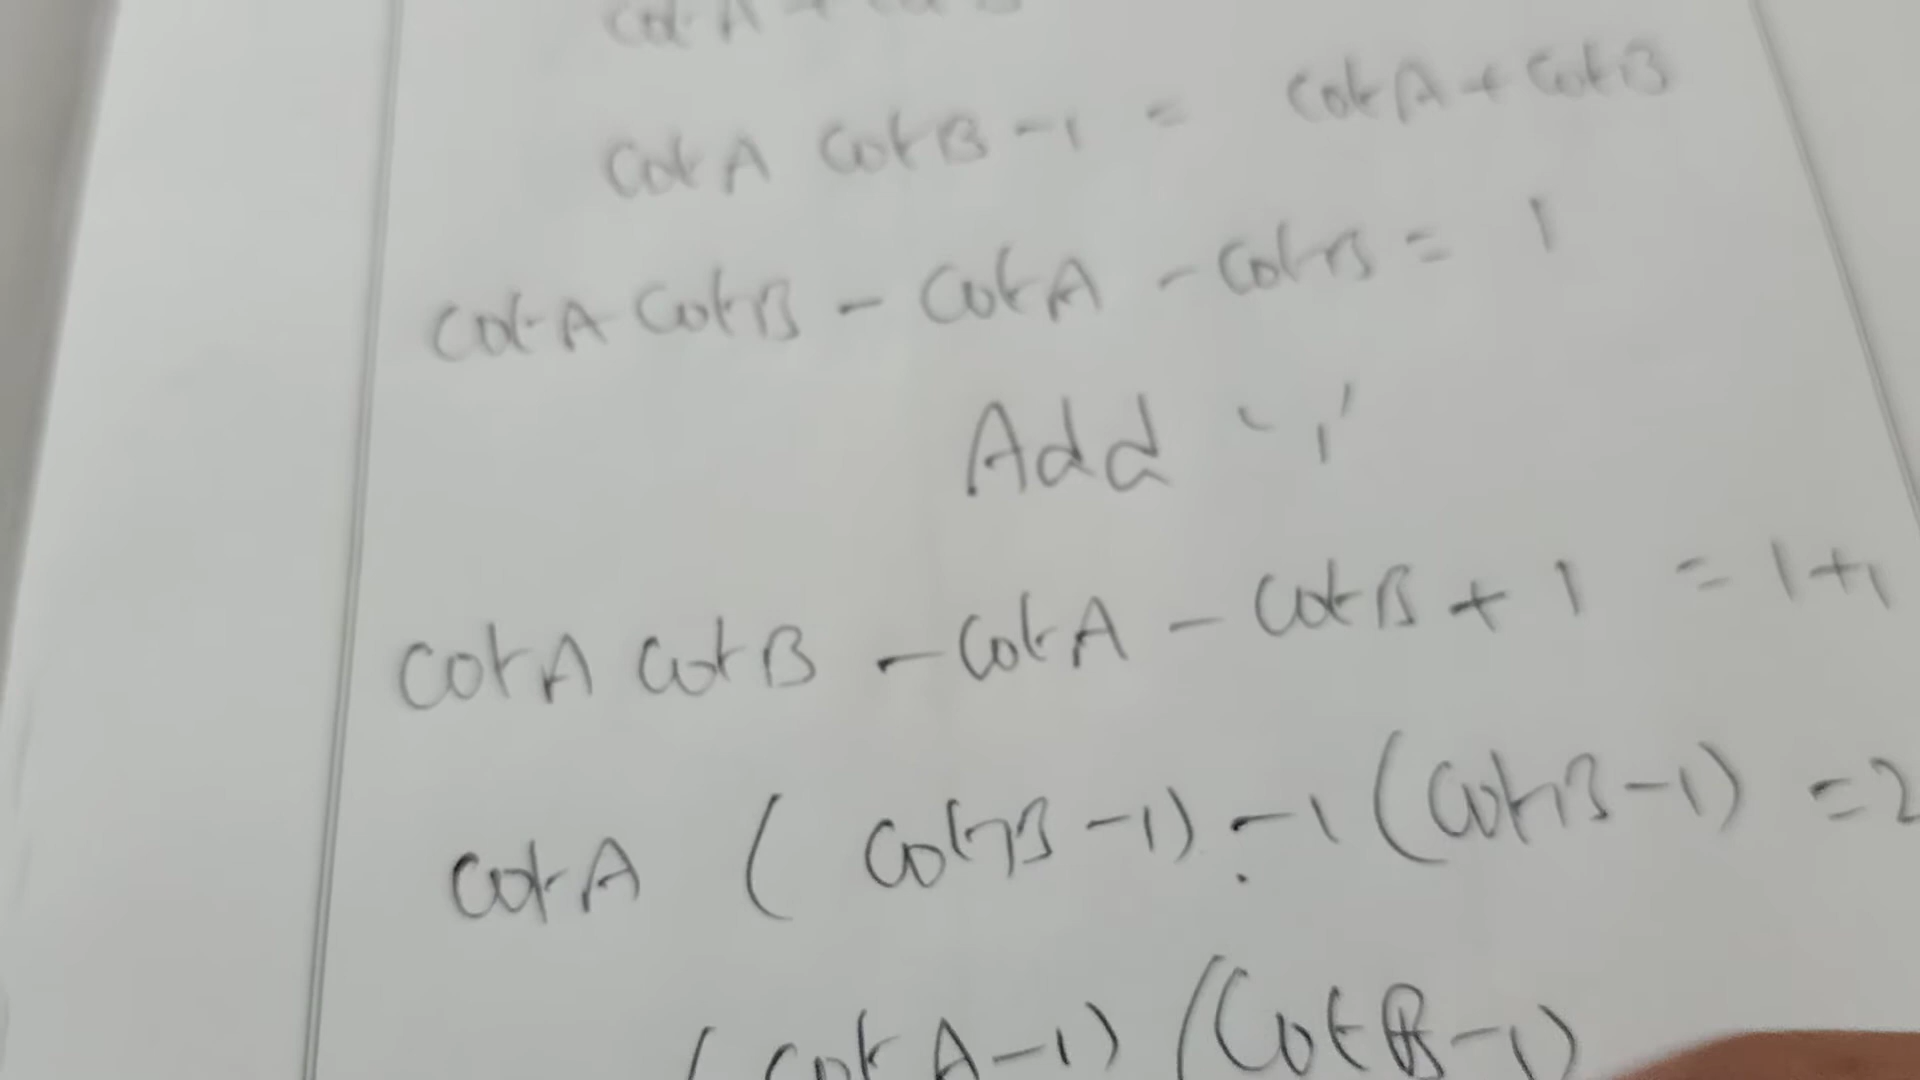 cot A cot B - 1 = cot A + cot B
cot A cot B - cot A - cot B = 1
Add '1'
cot A cot B - cot A - cot B + 1 = 1+1
cot A ( cot B - 1) - 1 (cot B - 1) = 2
(cot A - 1) (cot B - 1)